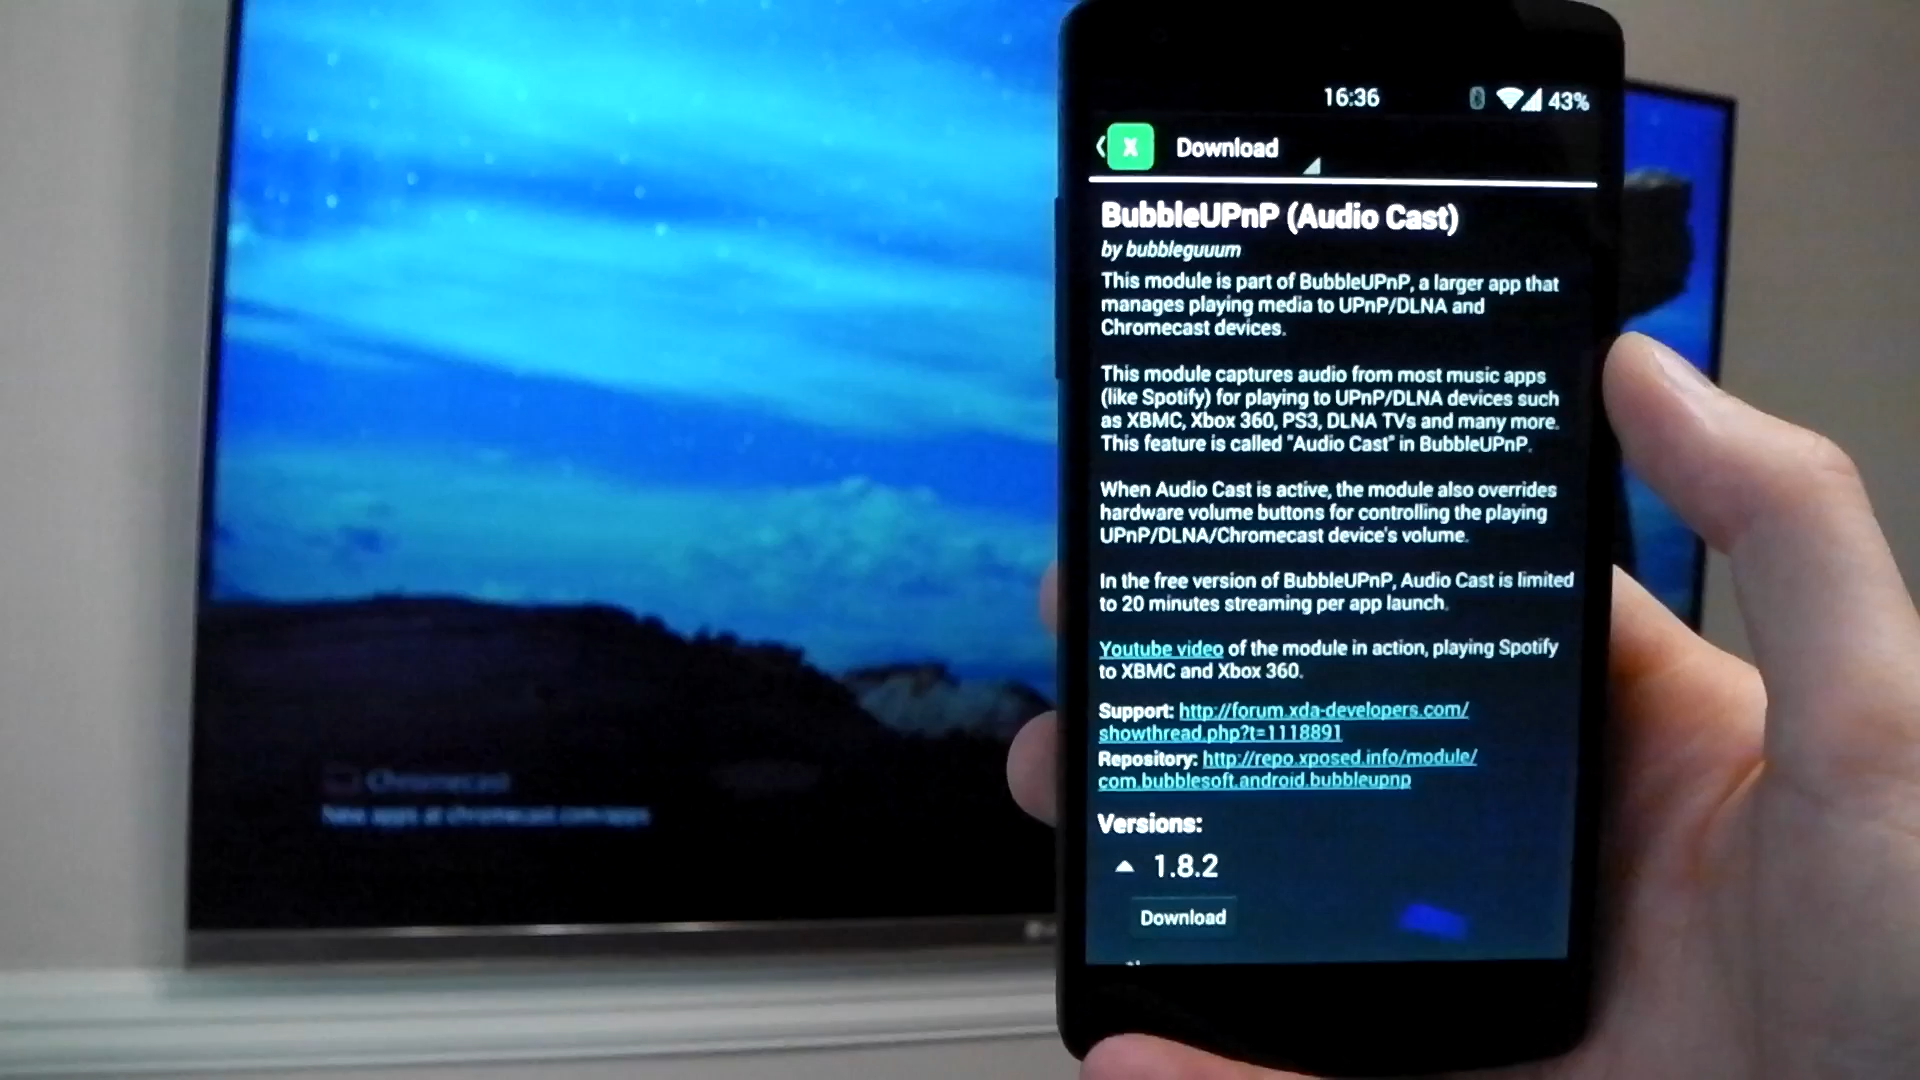 16:36
43%
X
Download
BubbleUPnP (Audio Cast)
by bubbleguuum
This module is part of BubbleUPnP, a larger app that
manages playing media to UPnP/DLNA and
Chromecast devices.
This module captures audio from most music apps
(like Spotify) for playing to UPnP/DLNA devices such
as XBMC, Xbox 360, PS3, DLNA TVs and many more.
This feature is called "Audio Cast" in BubbleUPnP.
When Audio Cast is active, the module also overrides
hardware volume buttons for controlling the playing
UPnP/DLNA/Chromecast device's volume.
In the free version of BubbleUPnP, Audio Cast is limited
to 20 minutes streaming per app launch.
Youtube video of the module in action, playing Spotify
to XBMC and Xbox 360.
Support: http://forum.xda-developers.com/
showthread.php?t=1118891
Repository: http://repo.xposed.info/module/
com.bubblesoft.android.bubbleupnp
Versions:
1.8.2
Download
Chromecast
New apps at chromecast.com/apps